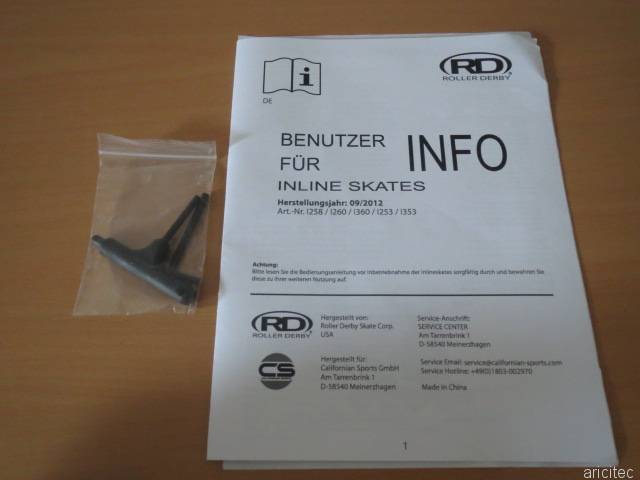 i
DE
RD
ROLLER DERBY
BENUTZER INFO
FÜR
INLINE SKATES
Herstellungsjahr: 09/2012
Art.-Nr. I258 / I260 / I360 / I253 / I353
Achtung:
Bitte lesen Sie die Bedienungsanleitung vor Inbetriebnahme der Inlineskates sorgfältig durch und bewahren Sie
diese zu ihrer weiteren Nutzung auf.
RD
ROLLER DERBY
Hergestellt von:
Roller Derby Skate Corp.
USA
Service-Anschrift:
SERVICE CENTER
Am Tarrenbrink 1
D-58540 Meinerzhagen
CS
Hergestellt für:
Californian Sports GmbH
Am Tarrenbrink 1
D-58540 Meinerzhagen
Service Email: service@californian-sports.com
Service Hotline: +49(0)1803-002970
Made in China
1
aricitec